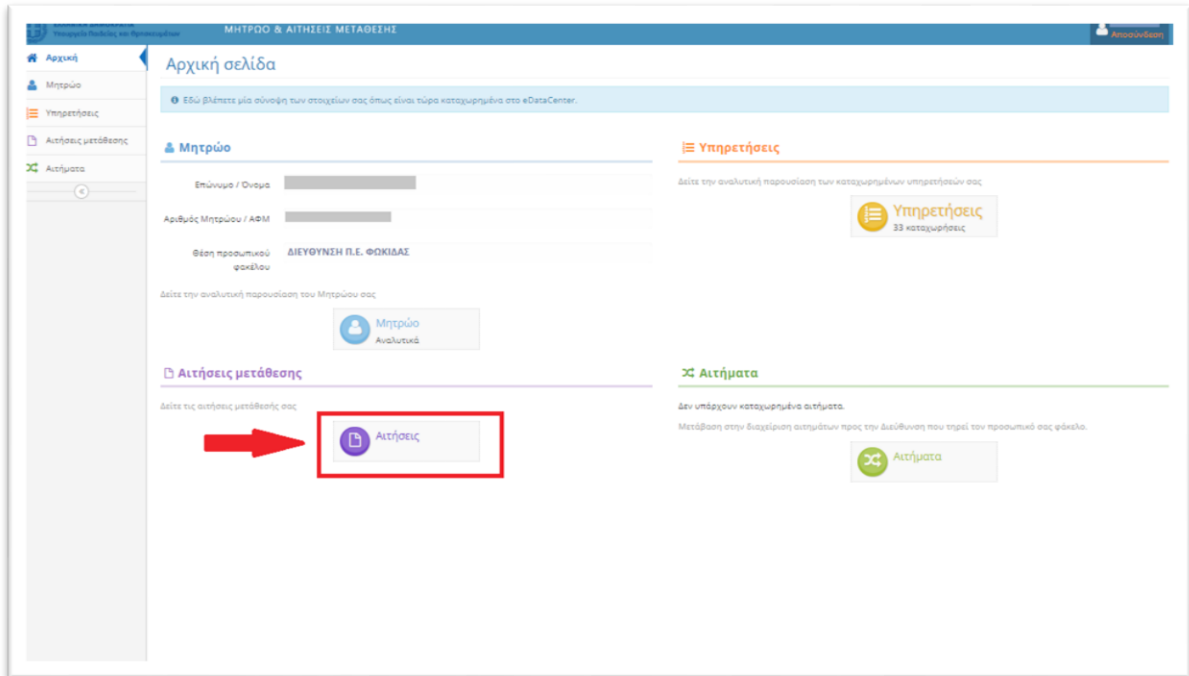 Υπουργείο Παιδείας και Θρησκευμάτων
ΜΗΤΡΩΟ & ΑΙΤΗΣΕΙΣ ΜΕΤΑΘΕΣΗΣ
Αποσύνδεση
Αρχική
Μητρώο
Υπηρετήσεις
Αιτήσεις μετάθεσης
Αιτήματα
Αρχική σελίδα
Εδώ βλέπετε μία σύνοψη των στοιχείων σας όπως είναι τώρα καταχωρημένα στο eDataCenter.
Μητρώο
Επώνυμο / Όνομα
Αριθμός Μητρώου / ΑΦΜ
Θέση προσωπικού
φακέλου
ΔΙΕΥΘΥΝΣΗ Π.Ε. ΦΩΚΙΔΑΣ
Δείτε την αναλυτική παρουσίαση του Μητρώου σας
Μητρώο
Αναλυτικά
Υπηρετήσεις
Δείτε την αναλυτική παρουσίαση των καταχωρημένων υπηρετήσεών σας
Υπηρετήσεις
33 καταχωρήσεις
Αιτήσεις μετάθεσης
Δείτε τις αιτήσεις μετάθεσής σας
Αιτήσεις
Αιτήματα
Δεν υπάρχουν καταχωρημένα αιτήματα.
Μετάβαση στην διαχείριση αιτημάτων προς την Διεύθυνση που τηρεί τον προσωπικό σας φάκελο.
Αιτήματα